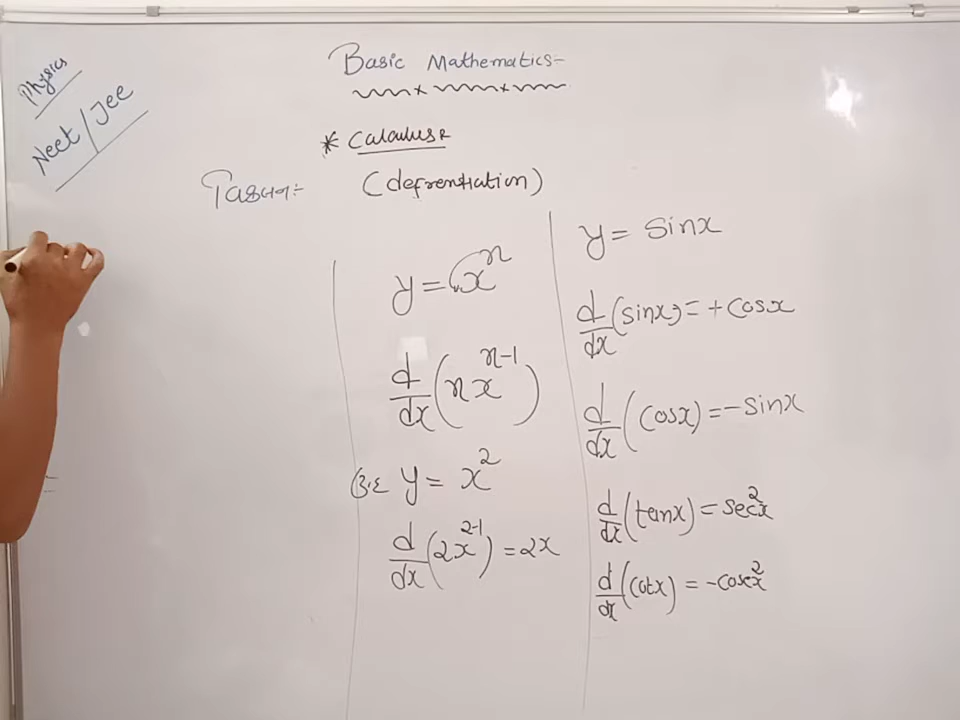 Physics
Neet/Jee
Basic Mathematics-
* Calculus
(defrentiation)
y = x^n
d/dx (nx^(n-1))
y = x^2
d/dx (2x^(2-1)) = 2x
y = sinx
d/dx (sinx) = +cosx
d/dx (cosx) = -sinx
d/dx (tanx) = sec^2x
d/dx (cotx) = -cosec^2x